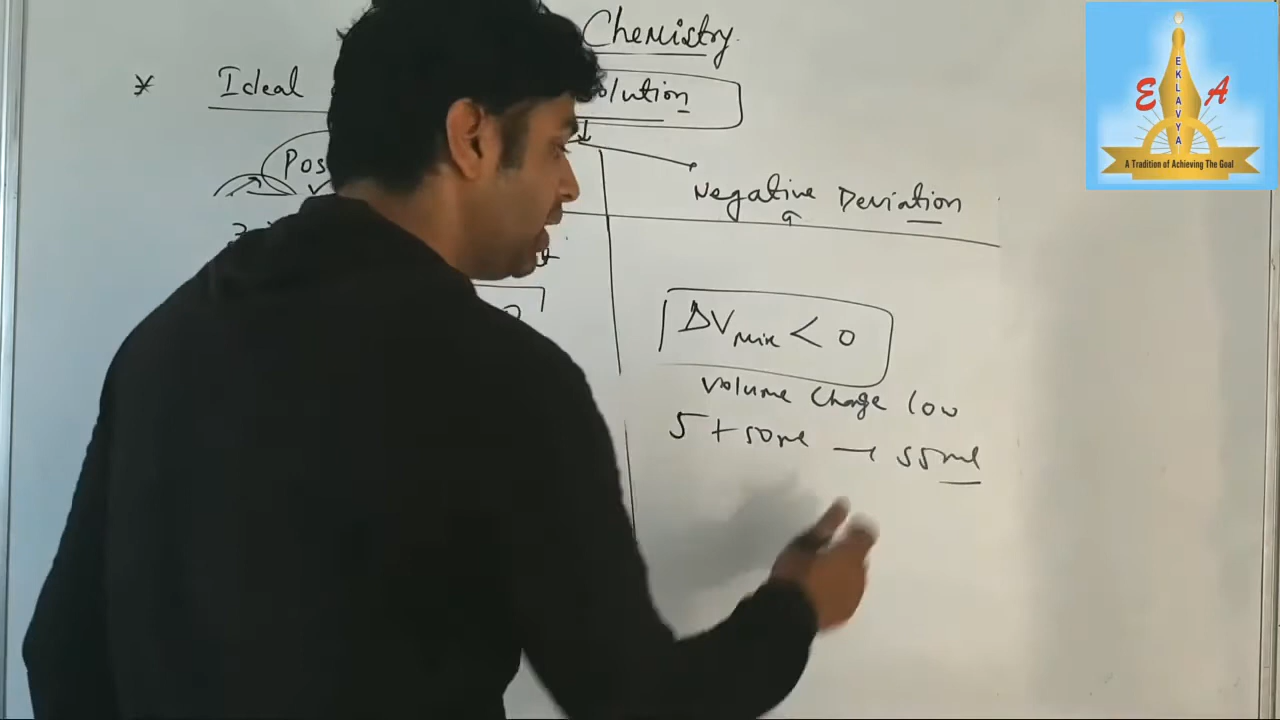 Chemistry
* Ideal olution
Pos
Negative Deviation
ΔVmix < 0
Volume Change low
5 + 50ml → 55ml
E A
EKLAVYA
A Tradition of Achieving The Goal